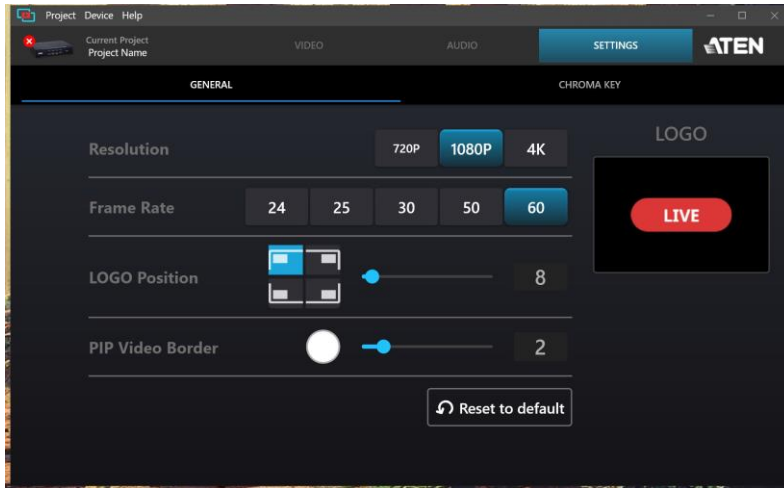 Project Device Help
Current Project
Project Name
VIDEO
AUDIO
SETTINGS
ATEN
GENERAL
CHROMA KEY
Resolution
720P
1080P
4K
LOGO
LIVE
Frame Rate
24
25
30
50
60
LOGO Position
8
PIP Video Border
2
Reset to default